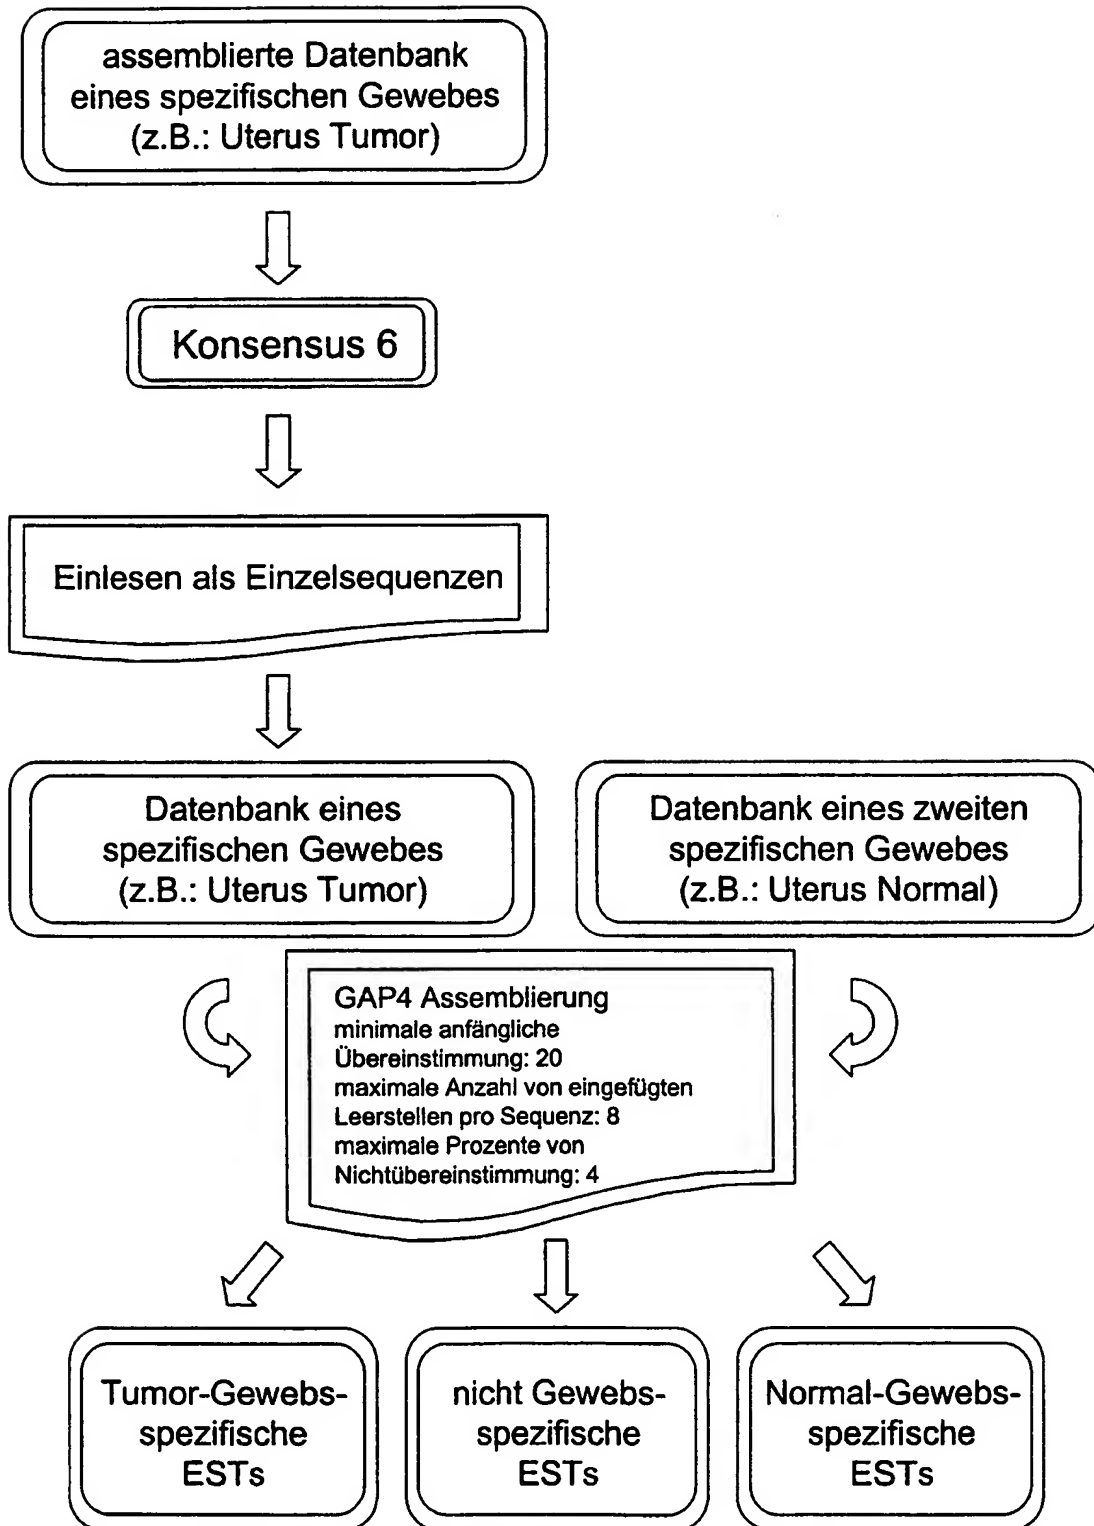 assemblierte Datenbank
eines spezifischen Gewebes
(z.B.: Uterus Tumor)
Konsensus 6
Einlesen als Einzelsequenzen
Datenbank eines
spezifischen Gewebes
(z.B.: Uterus Tumor)
Datenbank eines zweiten
spezifischen Gewebes
(z.B.: Uterus Normal)
GAP4 Assemblierung
minimale anfängliche
Übereinstimmung: 20
maximale Anzahl von eingefügten
Leerstellen pro Sequenz: 8
maximale Prozente von
Nichtübereinstimmung: 4
Tumor-Gewebs-
spezifische
ESTs
nicht Gewebs-
spezifische
ESTs
Normal-Gewebs-
spezifische
ESTs